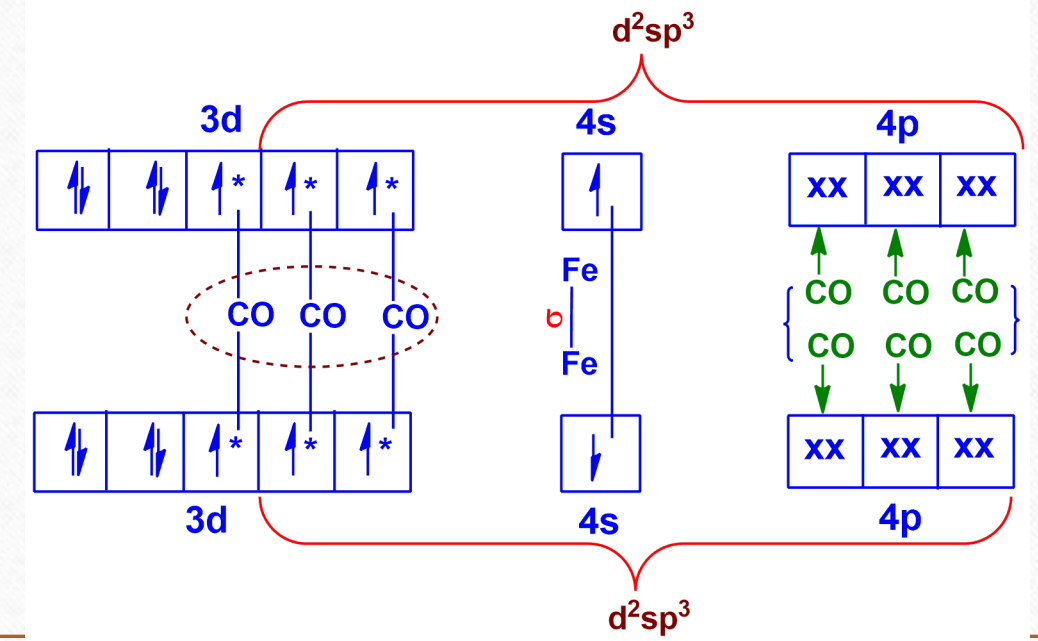 d²sp³
3d 4s 4p
* * * xx xx xx
Fe CO CO CO
CO CO CO σ
Fe CO CO CO
* * * xx xx xx
3d 4s 4p
d²sp³